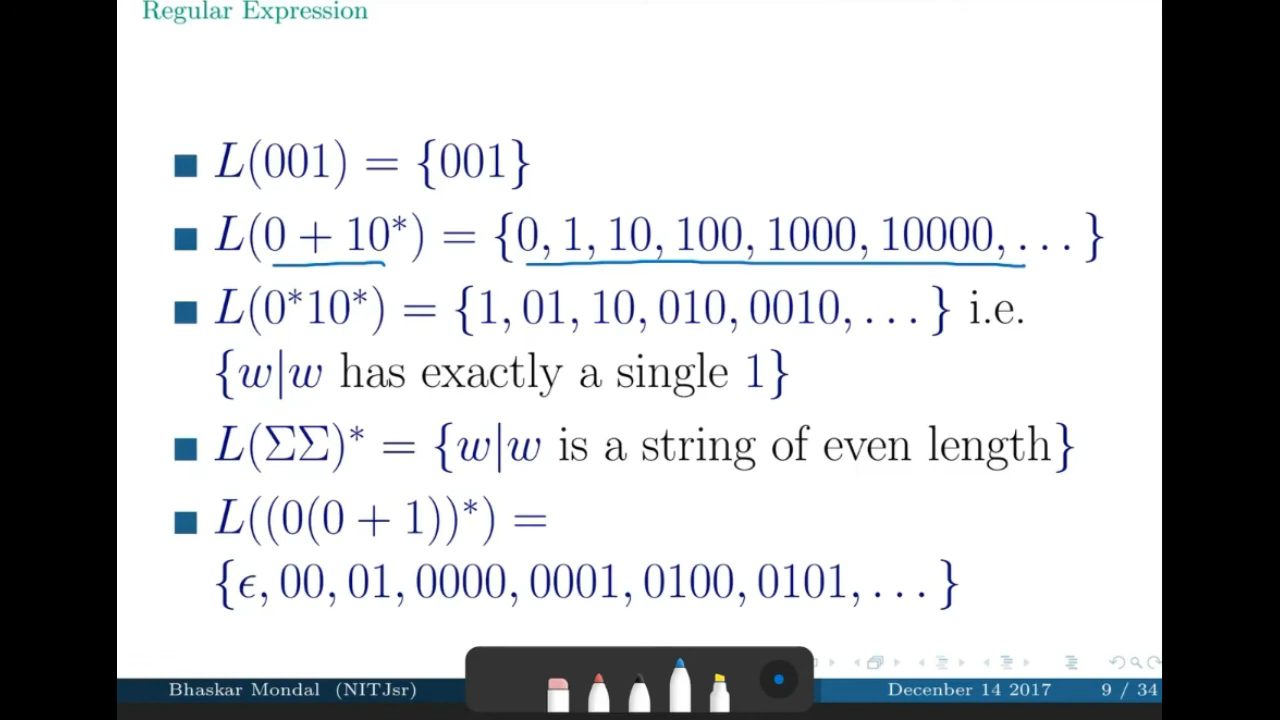 Regular Expression
L(001) = {001}
L(0 + 10*) = {0, 1, 10, 100, 1000, 10000, . . . }
L(0*10*) = {1, 01, 10, 010, 0010, . . . } i.e.
{w|w has exactly a single 1}
L(ΣΣ)* = {w|w is a string of even length}
L((0(0 + 1))*) =
{ϵ, 00, 01, 0000, 0001, 0100, 0101, . . . }
Bhaskar Mondal (NITJsr) Decenber 14 2017 9 / 34